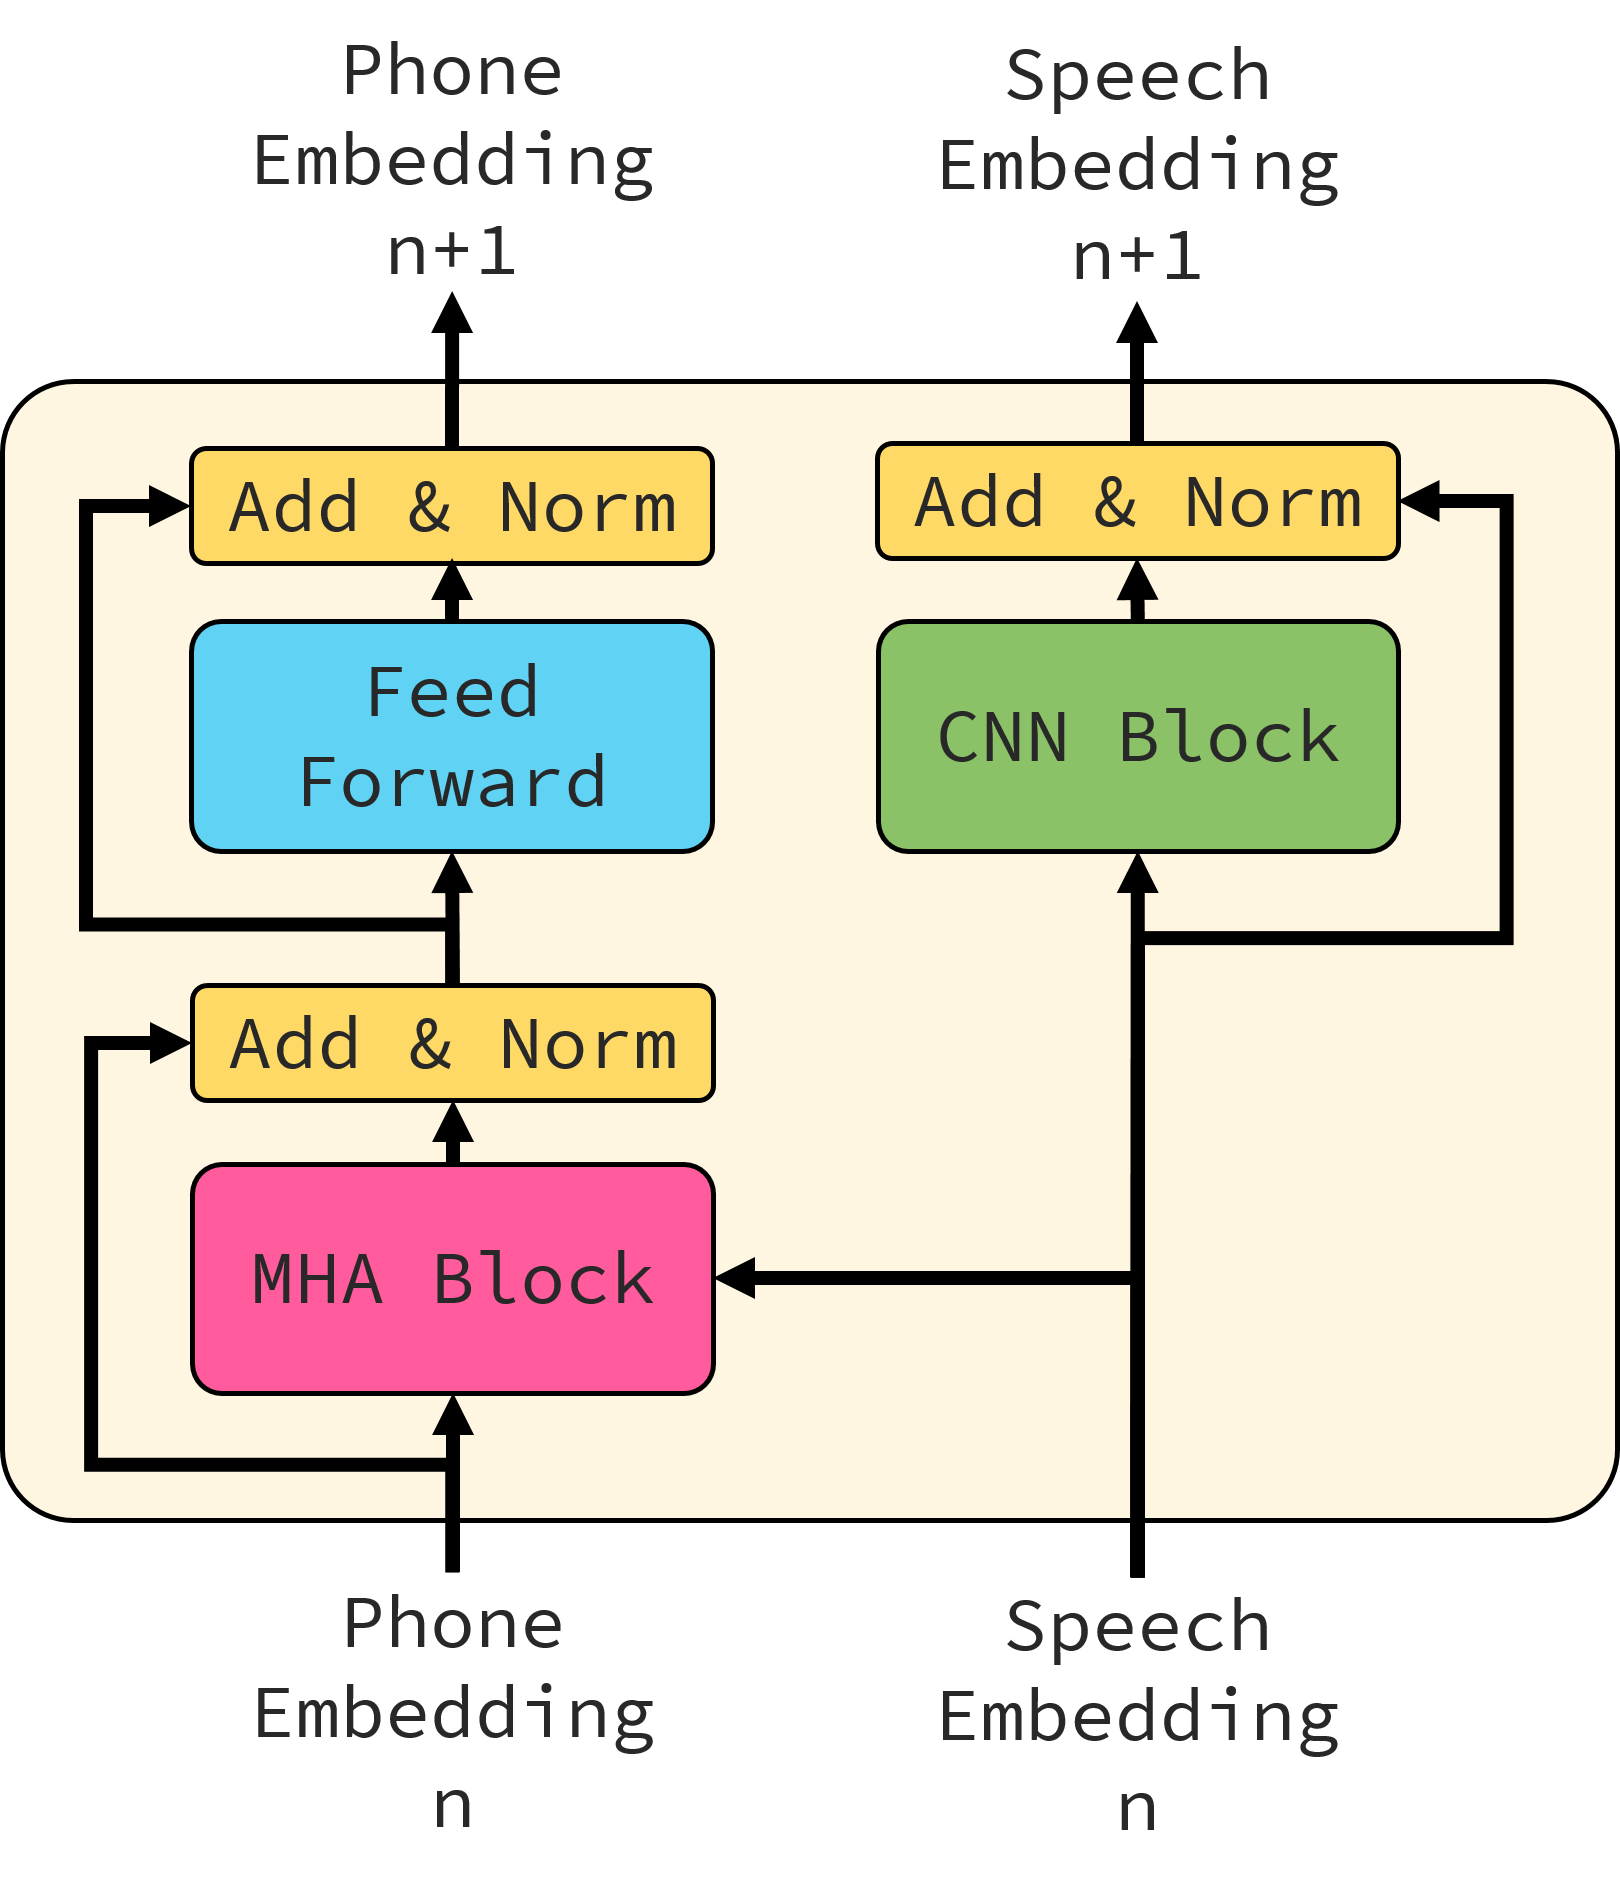 Phone
Embedding
n+1
Speech
Embedding
n+1
Add & Norm
Add & Norm
Feed
Forward
CNN Block
Add & Norm
MHA Block
Phone
Embedding
n
Speech
Embedding
n